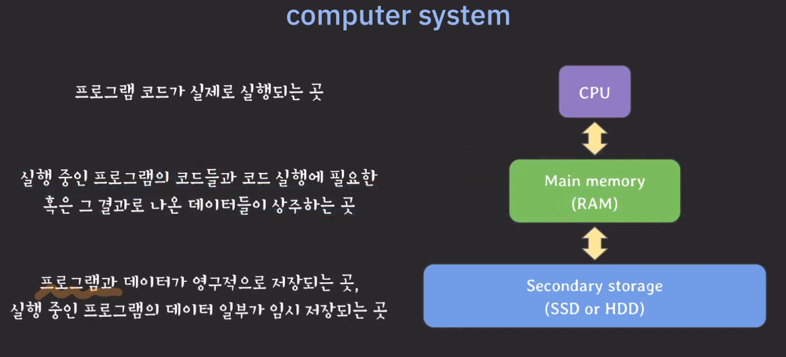 computer system
프로그램 코드가 실제로 실행되는 곳
CPU
실행 중인 프로그램의 코드들과 코드 실행에 필요한
혹은 그 결과로 나온 데이터들이 상주하는 곳
Main memory
(RAM)
프로그램과 데이터가 영구적으로 저장되는 곳,
실행 중인 프로그램의 데이터 일부가 임시 저장되는 곳
Secondary storage
(SSD or HDD)